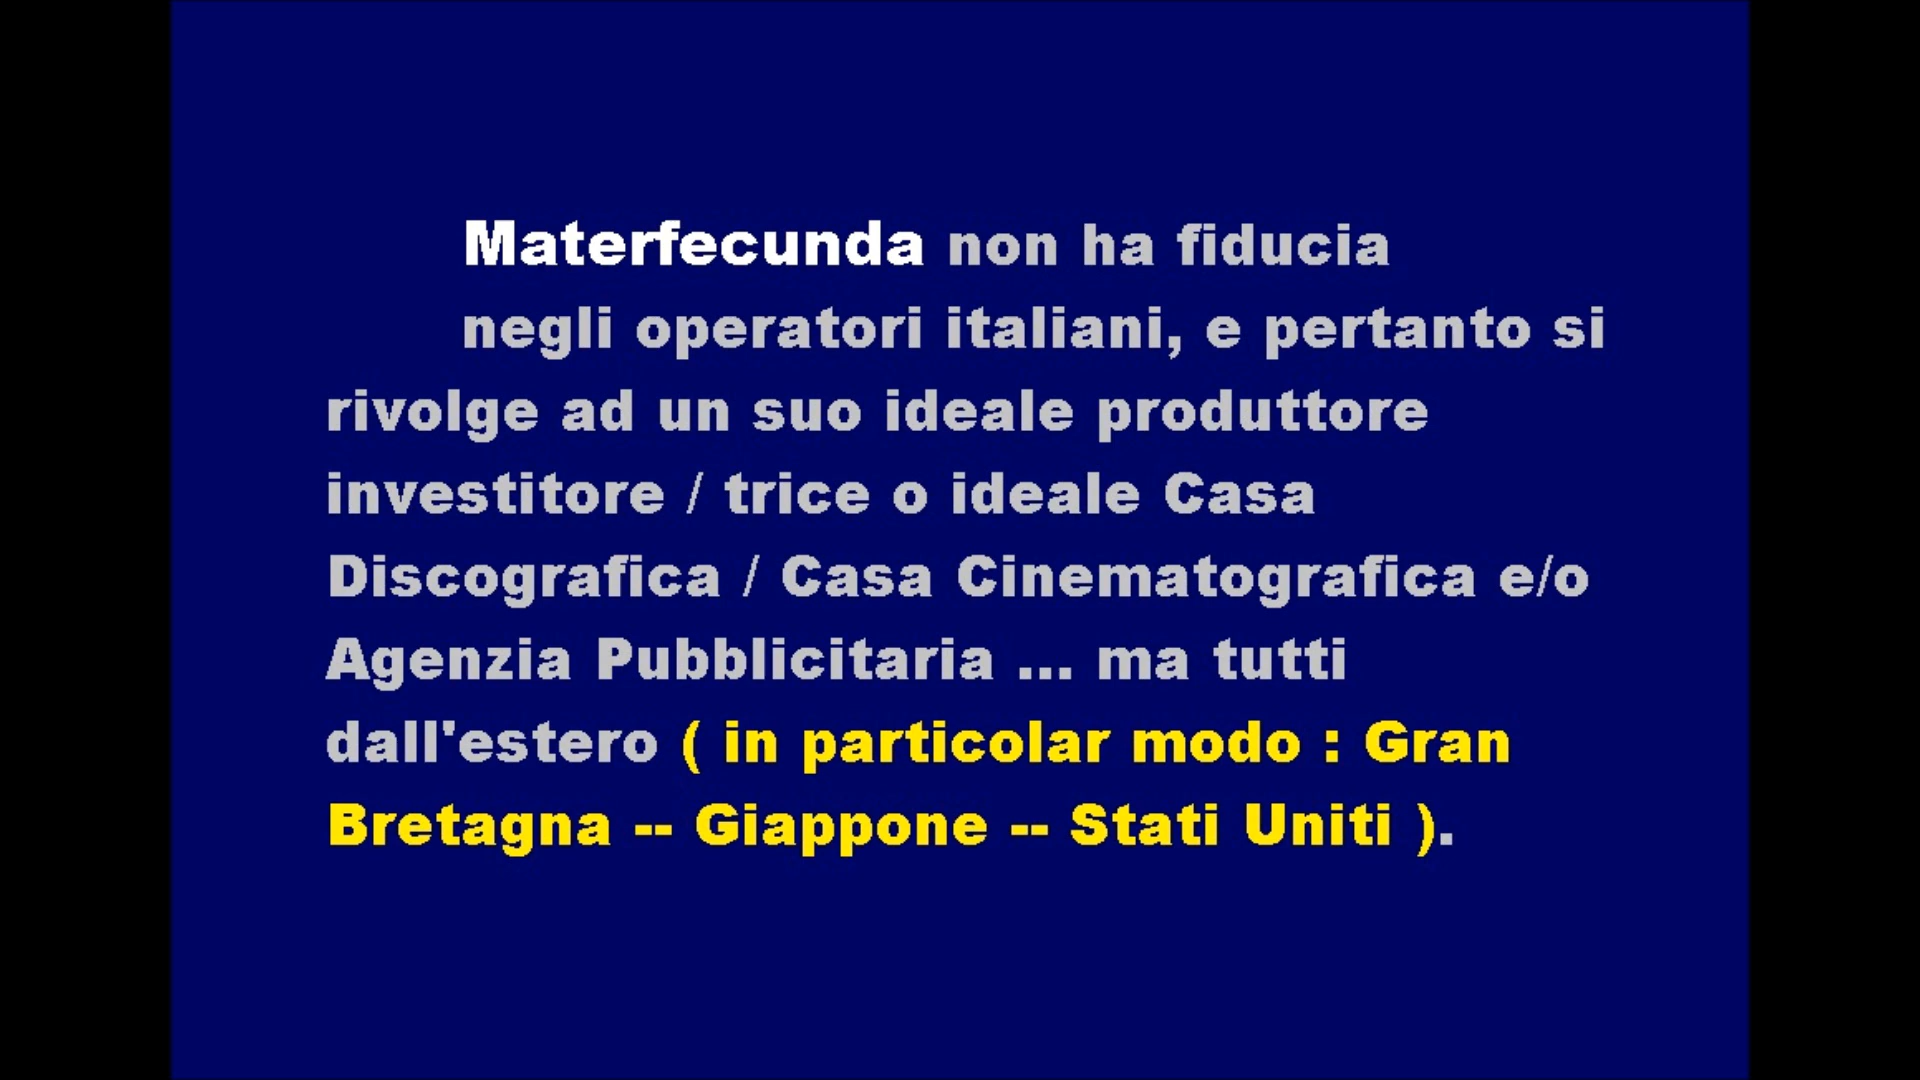 Materfecunda non ha fiducia
negli operatori italiani, e pertanto si
rivolge ad un suo ideale produttore
investitore / trice o ideale Casa
Discografica / Casa Cinematografica e/o
Agenzia Pubblicitaria ... ma tutti
dall'estero ( in particolar modo : Gran
Bretagna -- Giappone -- Stati Uniti ).